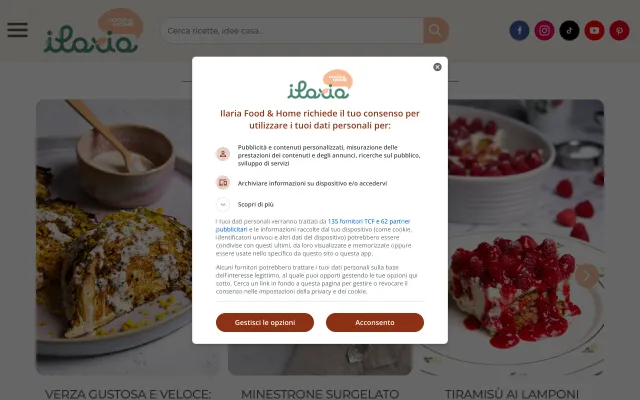 ilaria
Cerca ricette, idee casa...
ilaria
Ilaria Food & Home richiede il tuo consenso per
utilizzare i tuoi dati personali per:
Pubblicità e contenuti personalizzati, misurazione delle
prestazioni dei contenuti e degli annunci, ricerche sul pubblico,
sviluppo di servizi
Archiviare informazioni su dispositivo e/o accedervi
Scopri di più
I tuoi dati personali verranno trattati da 135 fornitori TCF e 62 partner
pubblicitari e le informazioni raccolte dal tuo dispositivo (come cookie,
identificatori univoci e altri dati del dispositivo) potrebbero essere
condivise con questi ultimi, da loro visualizzate e memorizzate oppure
essere usate nello specifico da questo sito o questa app.
Alcuni fornitori potrebbero trattare i tuoi dati personali sulla base
dell'interesse legittimo, al quale puoi opporti gestendo le tue opzioni qui
sotto. Cerca un link in fondo a questa pagina per gestire o revocare il
consenso nelle impostazioni della privacy e dei cookie.
Gestisci le opzioni
Acconsento
VERZA GUSTOSA E VELOCE:
MINESTRONE SURGELATO
TIRAMISÙ AI LAMPONI